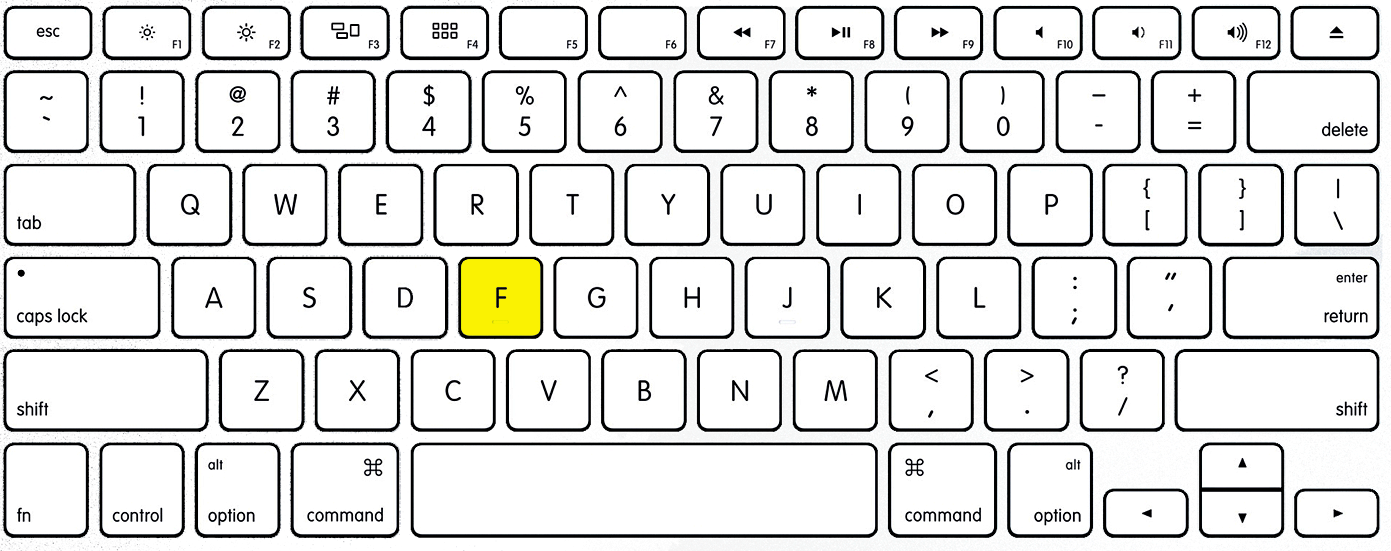 esc F1 F2 F3 F4 F5 F6 F7 F8 F9 F10 F11 F12
~ ! @ # $ % ^ & * ( ) – +
` 1 2 3 4 5 6 7 8 9 0 - = delete
tab Q W E R T Y U I O P { [ } ] | \
caps lock A S D F G H J K L : ; " ' enter return
shift Z X C V B N M < , > . ? / shift
fn control alt option ⌘ command ⌘ command alt option ◄ ▲ ▼ ►